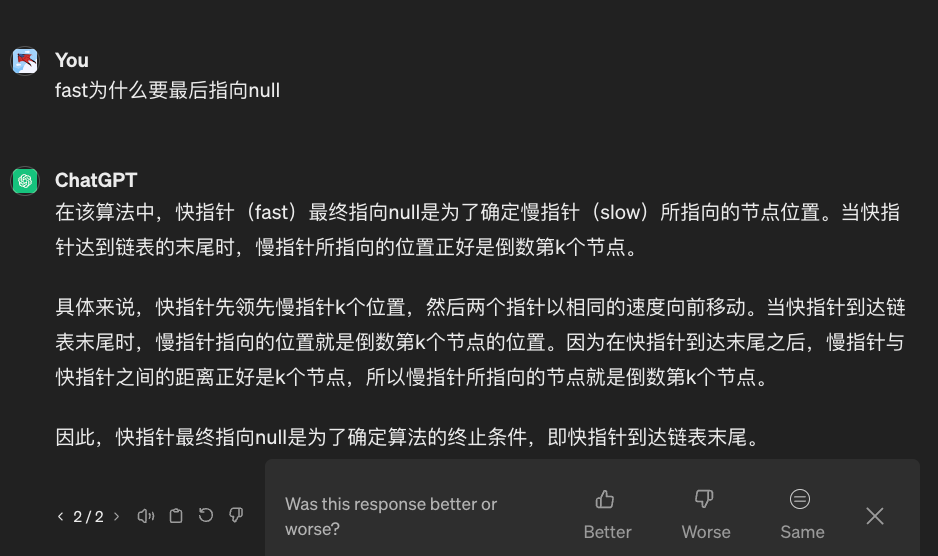 You
fast为什么要最后指向null
ChatGPT
在该算法中，快指针（fast）最终指向null是为了确定慢指针（slow）所指向的节点位置。当快指
针达到链表的末尾时，慢指针所指向的位置正好是倒数第k个节点。
具体来说，快指针先领先慢指针k个位置，然后两个指针以相同的速度向前移动。当快指针到达链
表末尾时，慢指针指向的位置就是倒数第k个节点的位置。因为在快指针到达末尾之后，慢指针与
快指针之间的距离正好是k个节点，所以慢指针所指向的节点就是倒数第k个节点。
因此，快指针最终指向null是为了确定算法的终止条件，即快指针到达链表末尾。
2 / 2
Was this response better or
worse?
Better
Worse
Same